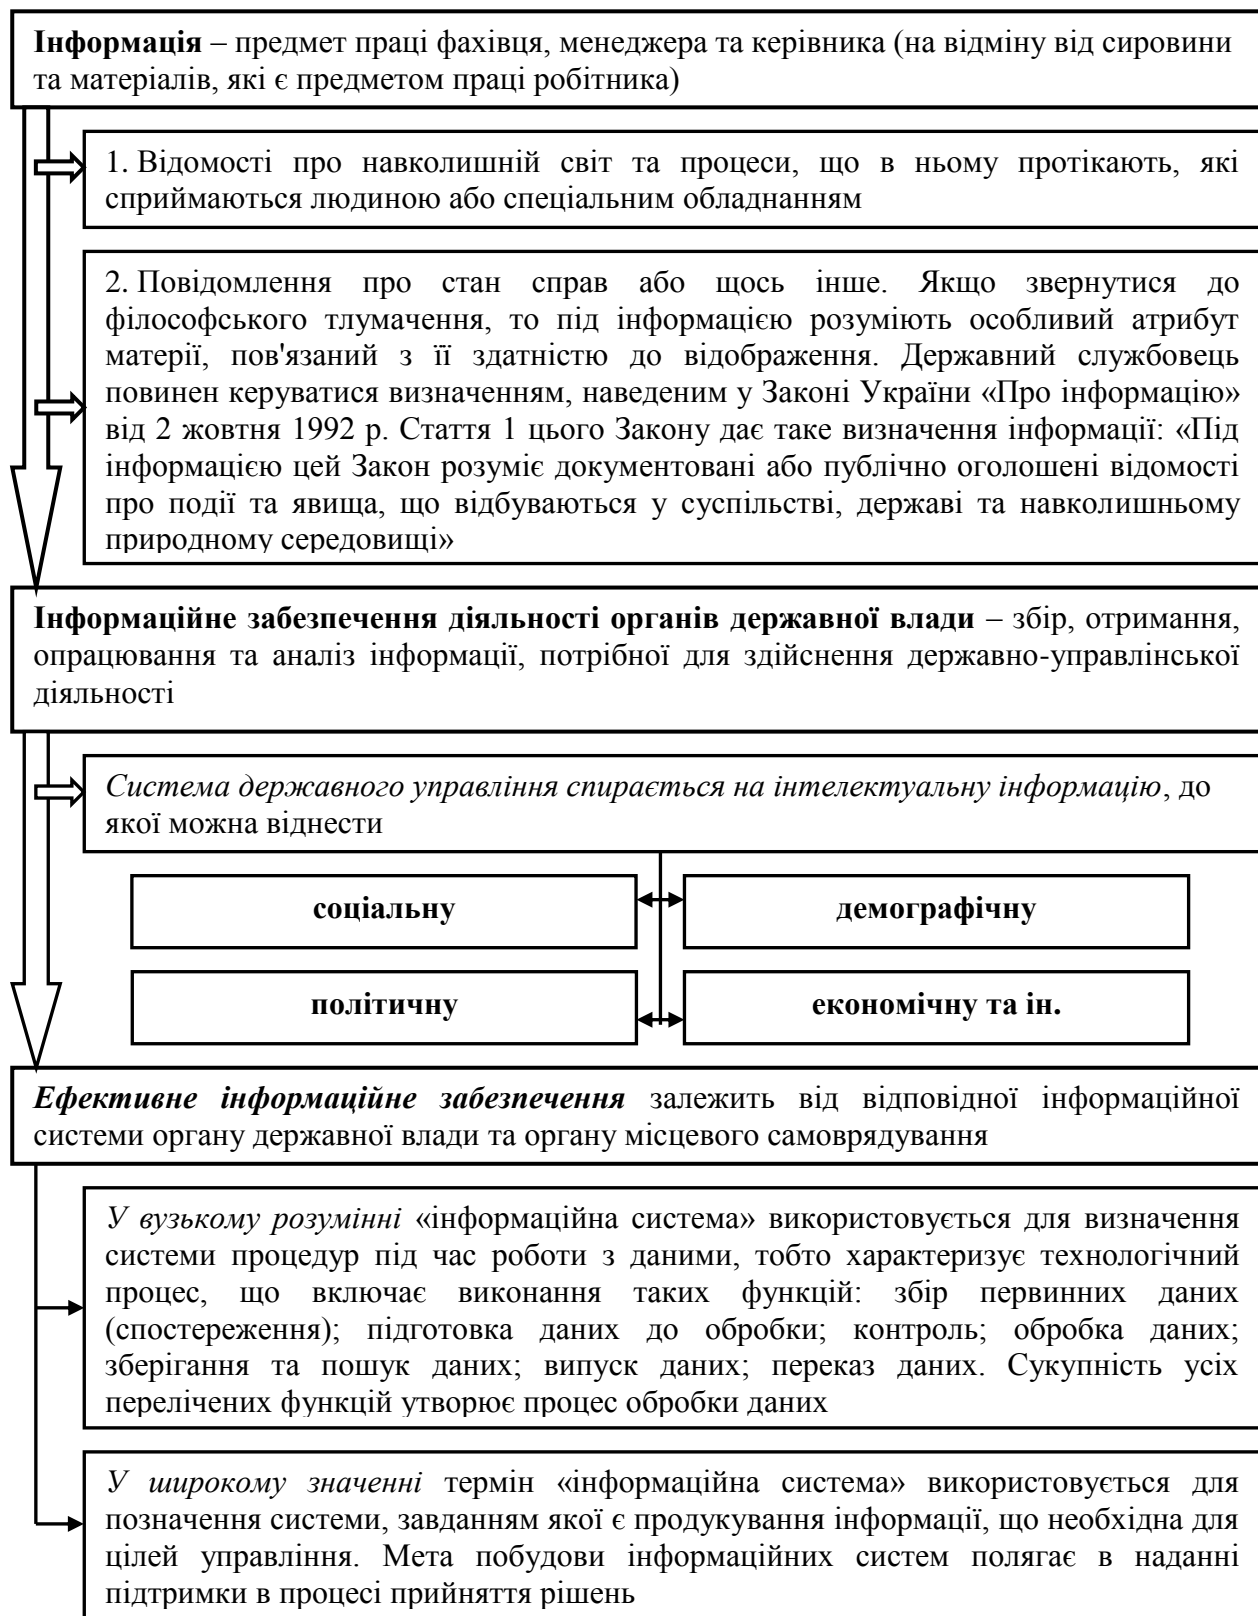 Інформація – предмет праці фахівця, менеджера та керівника (на відміну від сировини
та матеріалів, які є предметом праці робітника)
1. Відомості про навколишній світ та процеси, що в ньому протікають, які
сприймаються людиною або спеціальним обладнанням
2. Повідомлення про стан справ або щось інше. Якщо звернутися до
філософського тлумачення, то під інформацією розуміють особливий атрибут
матерії, пов'язаний з її здатністю до відображення. Державний службовець
повинен керуватися визначенням, наведеним у Законі України «Про інформацію»
від 2 жовтня 1992 р. Стаття 1 цього Закону дає таке визначення інформації: «Під
інформацією цей Закон розуміє документовані або публічно оголошені відомості
про події та явища, що відбуваються у суспільстві, державі та навколишньому
природному середовищі»
Інформаційне забезпечення діяльності органів державної влади – збір, отримання,
опрацювання та аналіз інформації, потрібної для здійснення державно-управлінської
діяльності
Система державного управління спирається на інтелектуальну інформацію, до
якої можна віднести
соціальну
демографічну
політичну
економічну та ін.
Ефективне інформаційне забезпечення залежить від відповідної інформаційної
системи органу державної влади та органу місцевого самоврядування
У вузькому розумінні «інформаційна система» використовується для визначення
системи процедур під час роботи з даними, тобто характеризує технологічний
процес, що включає виконання таких функцій: збір первинних даних
(спостереження); підготовка даних до обробки; контроль; обробка даних;
зберігання та пошук даних; випуск даних; переказ даних. Сукупність усіх
перелічених функцій утворює процес обробки даних
У широкому значенні термін «інформаційна система» використовується для
позначення системи, завданням якої є продукування інформації, що необхідна для
цілей управління. Мета побудови інформаційних систем полягає в наданні
підтримки в процесі прийняття рішень